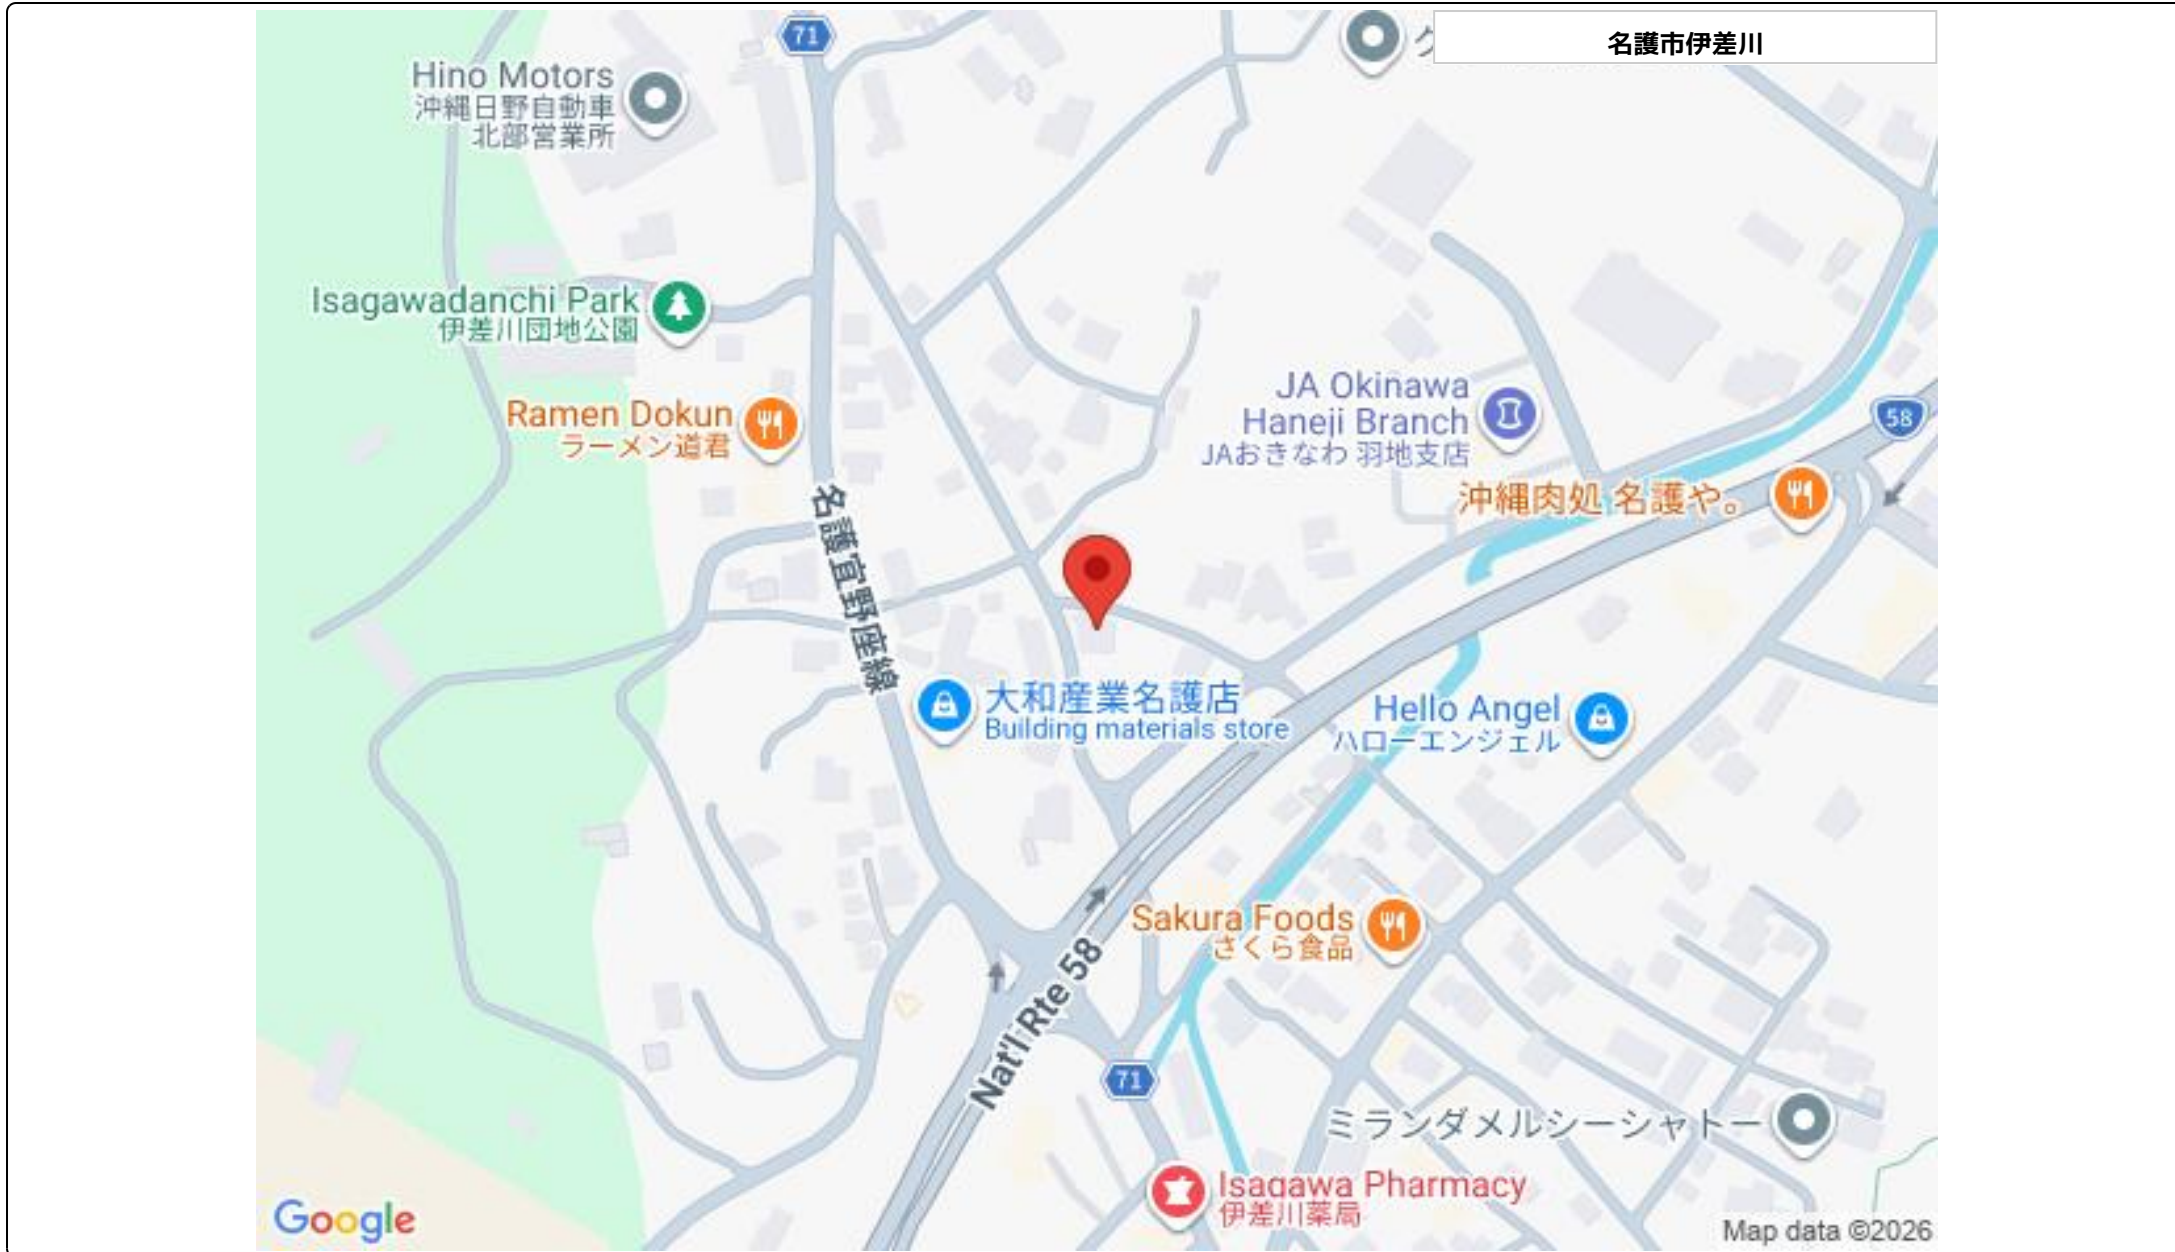 71
ク
名護市伊差川
Hino Motors
沖縄日野自動車
北部営業所
Isagawadanchi Park
伊差川団地公園
Ramen Dokun
ラーメン道君
JA Okinawa
Haneji Branch
JAおきなわ 羽地支店
58
沖縄肉処 名護や。
名護宜野座線
大和産業名護店
Building materials store
Hello Angel
ハローエンジェル
Sakura Foods
さくら食品
Nat'l Rte 58
71
ミランダメルシーシャトー
Isagawa Pharmacy
伊差川薬局
Google
Map data ©2026